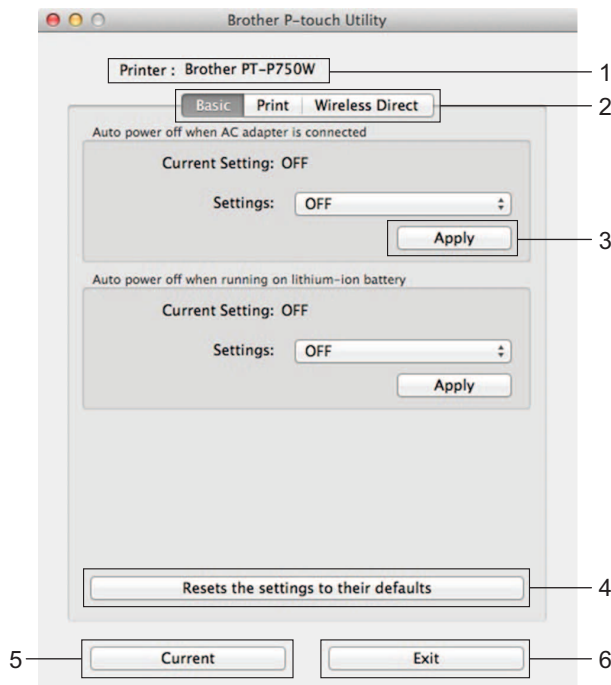 Brother P-touch Utility
Printer : Brother PT-P750W
1
Basic Print Wireless Direct
2
Auto power off when AC adapter is connected
Current Setting: OFF
Settings: OFF
Apply
3
Auto power off when running on lithium-ion battery
Current Setting: OFF
Settings: OFF
Apply
Resets the settings to their defaults
4
5
Current
Exit
6